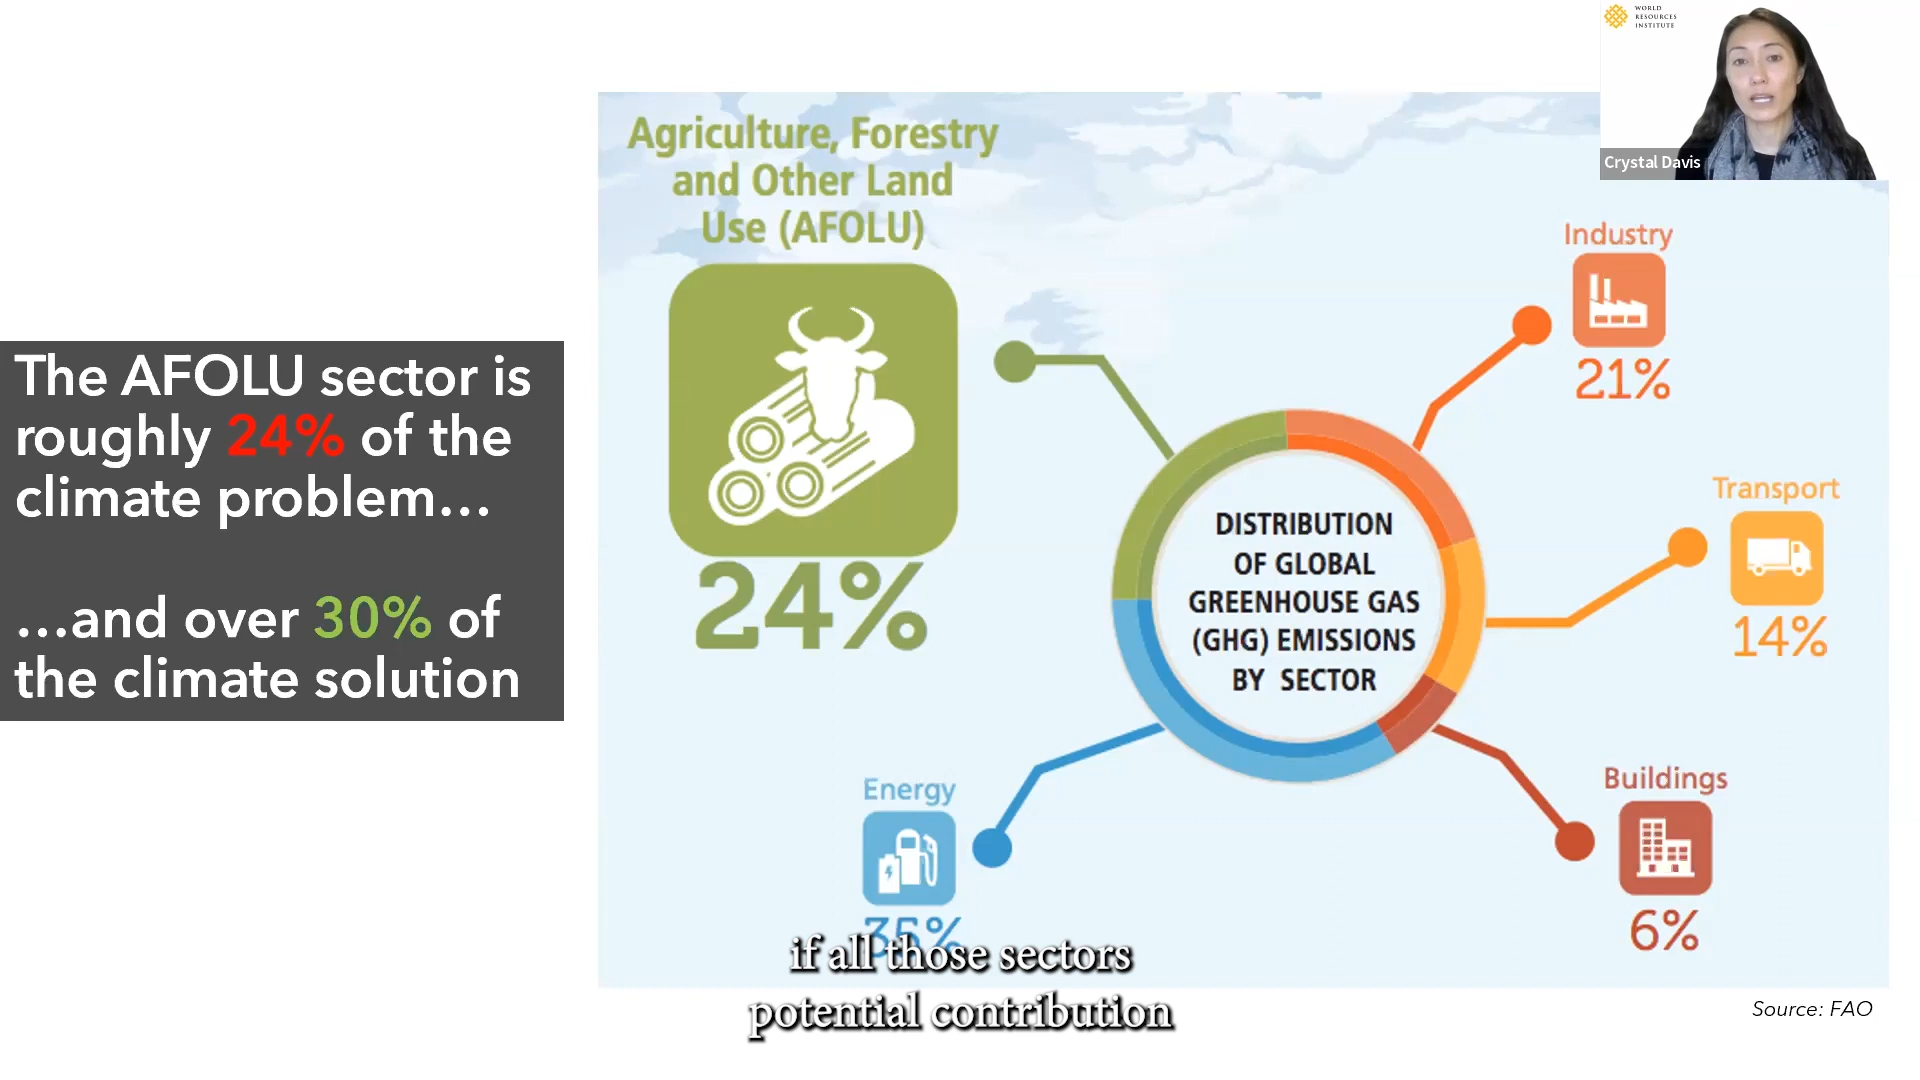 WORLD
RESOURCES
INSTITUTE
Crystal Davis
The AFOLU sector is
roughly 24% of the
climate problem...
...and over 30% of
the climate solution
Agriculture, Forestry
and Other Land
Use (AFOLU)
24%
Industry
21%
Transport
14%
DISTRIBUTION
OF GLOBAL
GREENHOUSE GAS
(GHG) EMISSIONS
BY SECTOR
Energy
35%
Buildings
6%
if all those sectors
potential contribution
Source: FAO